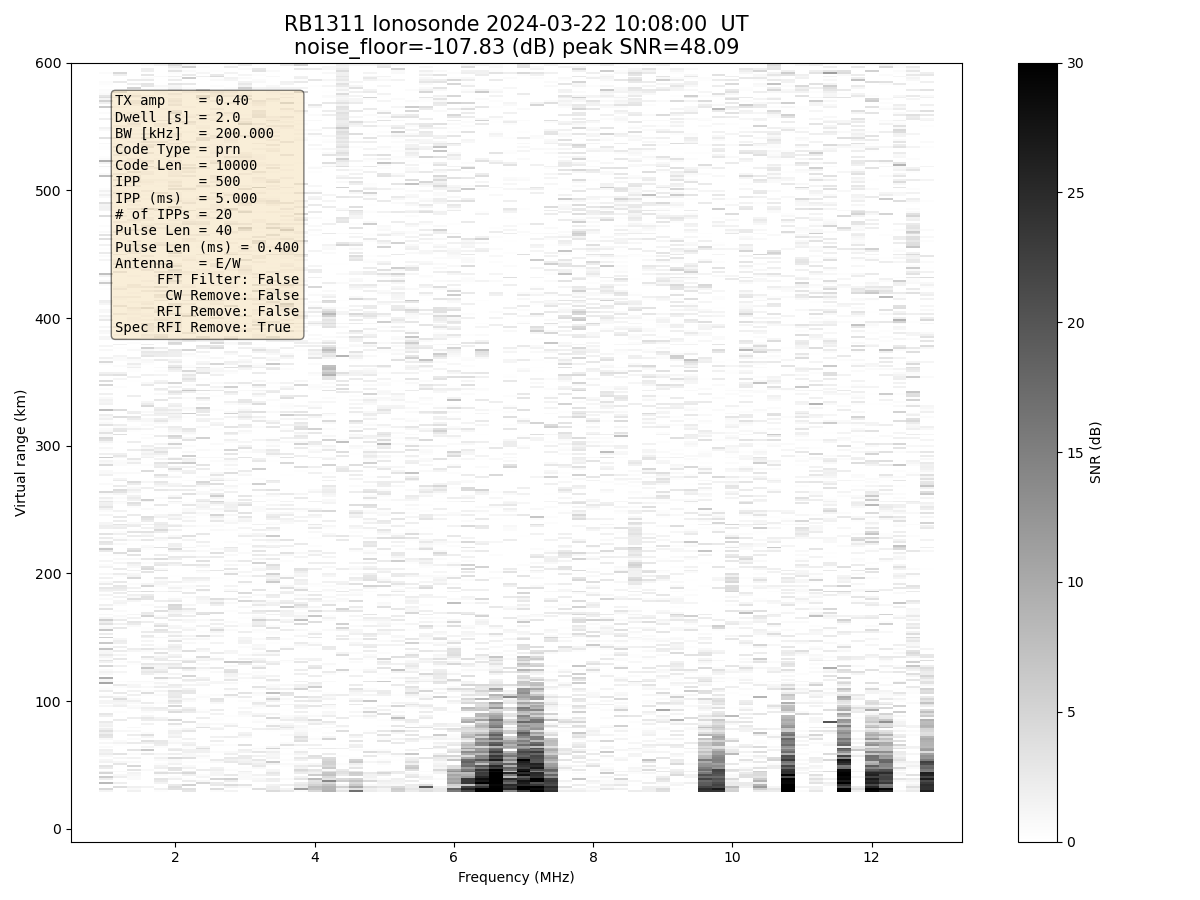 RB1311 Ionosonde 2024-03-22 10:08:00  UT
noise_floor=-107.83 (dB) peak SNR=48.09
TX amp    = 0.40
Dwell [s] = 2.0
BW [kHz]  = 200.000
Code Type = prn
Code Len  = 10000
IPP       = 500
IPP (ms)  = 5.000
# of IPPs = 20
Pulse Len = 40
Pulse Len (ms) = 0.400
Antenna   = E/W
FFT Filter: False
CW Remove: False
RFI Remove: False
Spec RFI Remove: True
600
500
400
300
200
100
0
Virtual range (km)
2 4 6 8 10 12
Frequency (MHz)
30
25
20
15
10
5
0
SNR (dB)